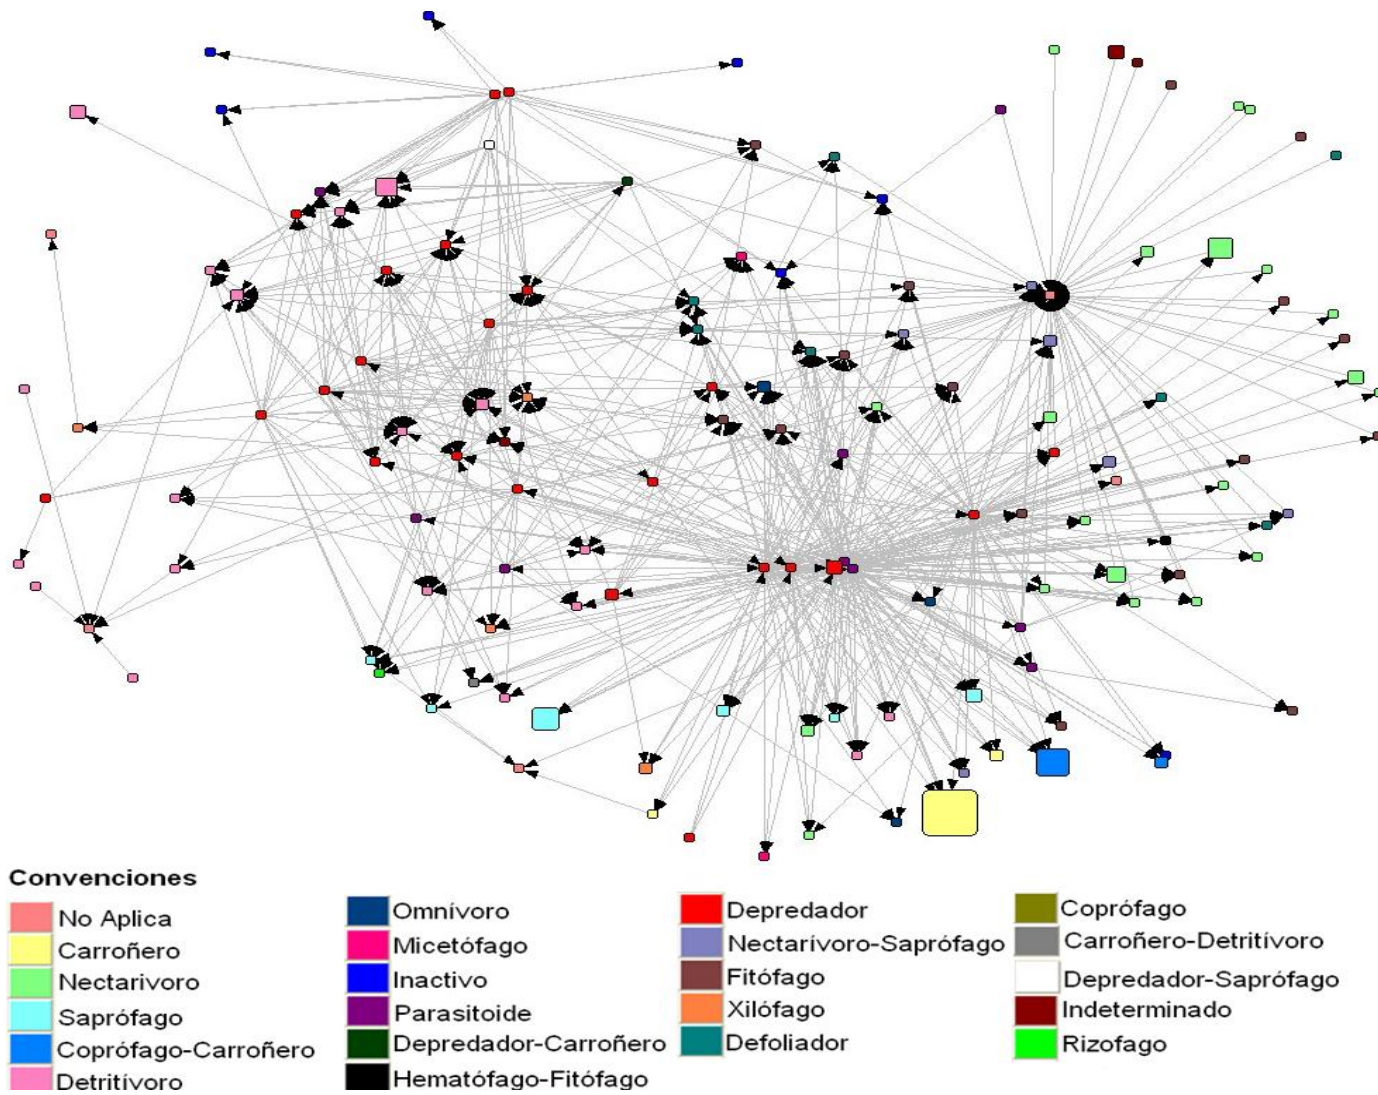 Convenciones
No Aplica
Carroñero
Nectarivoro
Saprófago
Coprófago-Carroñero
Detritívoro
Omnívoro
Micetófago
Inactivo
Parasitoide
Depredador-Carroñero
Hematófago-Fitófago
Depredador
Nectarívoro-Saprófago
Fitófago
Xilófago
Defoliador
Coprófago
Carroñero-Detritívoro
Depredador-Saprófago
Indeterminado
Rizofago